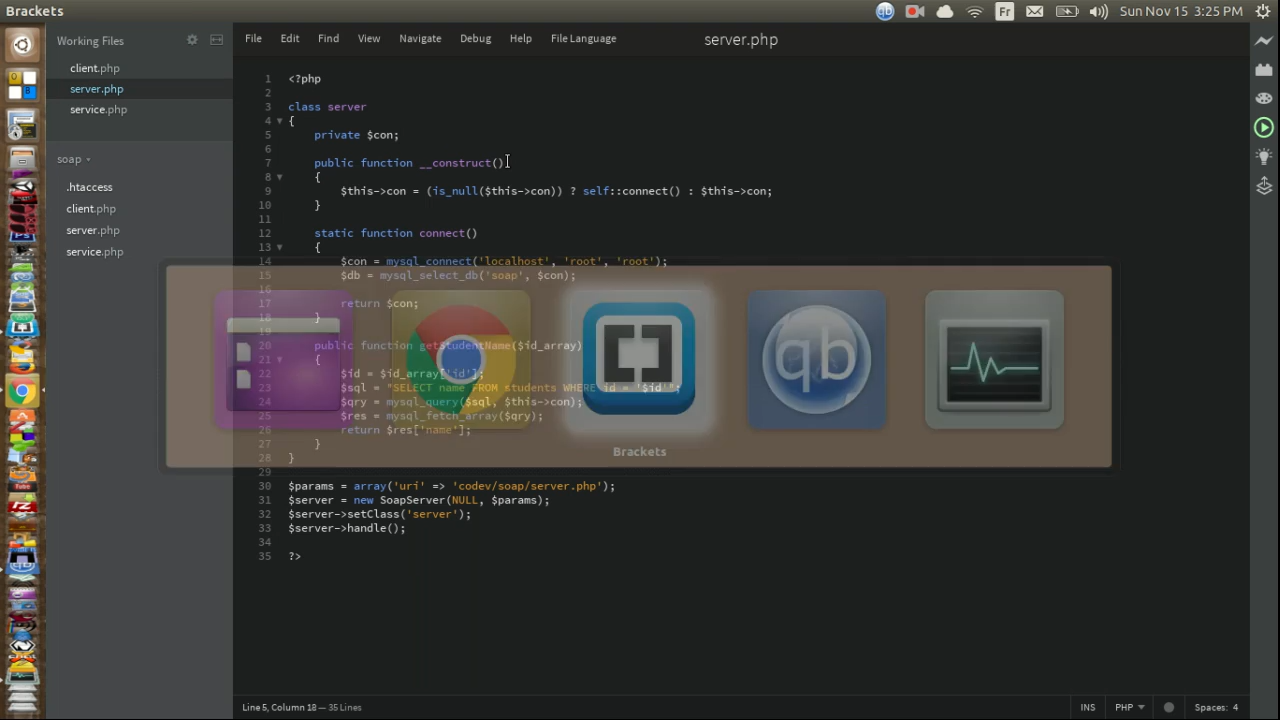 Brackets
Fr
Sun Nov 15 3:25 PM
Working Files
client.php
server.php
service.php
soap
.htaccess
client.php
server.php
service.php
File Edit Find View Navigate Debug Help File Language
server.php
1 <?php
2
3 class server
4 {
5 private $con;
6
7 public function __construct()
8 {
9 $this->con = (is_null($this->con)) ? self::connect() : $this->con;
10 }
11
12 static function connect()
13 {
14 $con = mysql_connect('localhost', 'root', 'root');
15 $db = mysql_select_db('soap', $con);
16
17 return $con;
18 }
19
20 public function getStudentName($id_array)
21 {
22 $id = $id_array['id'];
23 $sql = "SELECT name FROM students WHERE id = '$id'";
24 $qry = mysql_query($sql, $this->con);
25 $res = mysql_fetch_array($qry);
26 return $res['name'];
27 }
28 }
29
30 $params = array('uri' => 'codev/soap/server.php');
31 $server = new SoapServer(NULL, $params);
32 $server->setClass('server');
33 $server->handle();
34
35 ?>
qb
Brackets
Line 5, Column 18 — 35 Lines
INS PHP Spaces: 4